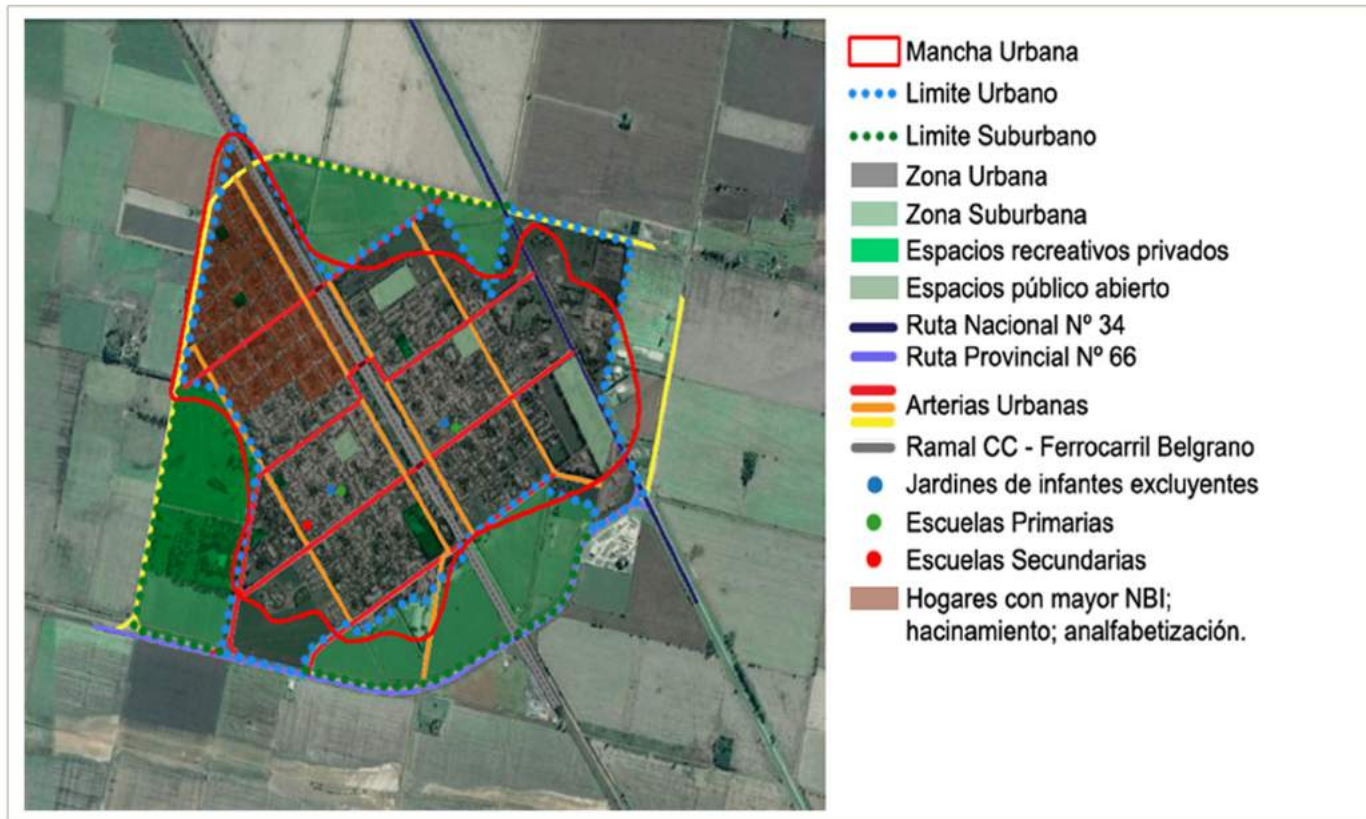 Mancha Urbana
Limite Urbano
Limite Suburbano
Zona Urbana
Zona Suburbana
Espacios recreativos privados
Espacios público abierto
Ruta Nacional Nº 34
Ruta Provincial Nº 66
Arterias Urbanas
Ramal CC - Ferrocarril Belgrano
Jardines de infantes excluyentes
Escuelas Primarias
Escuelas Secundarias
Hogares con mayor NBI;
hacinamiento; analfabetización.